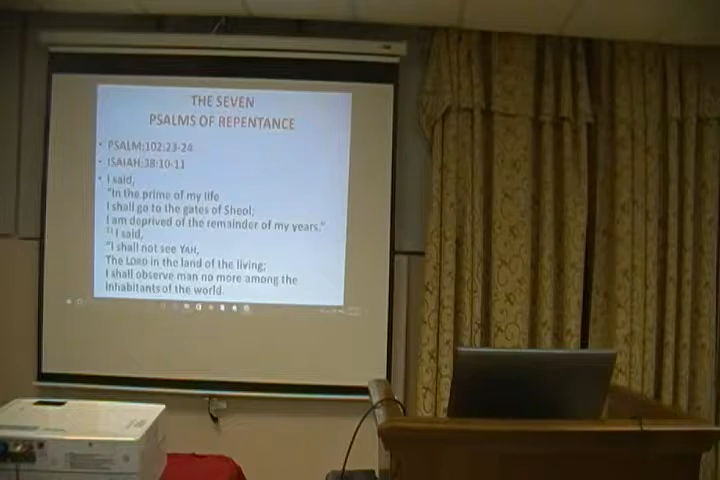 THE SEVEN
PSALMS OF REPENTANCE
• PSALM:102:23-24
• ISAIAH:38:10-11
• I said,
"In the prime of my life
I shall go to the gates of Sheol;
I am deprived of the remainder of my years."
11 I said,
"I shall not see YAH,
The LORD in the land of the living;
I shall observe man no more among the
inhabitants of the world.